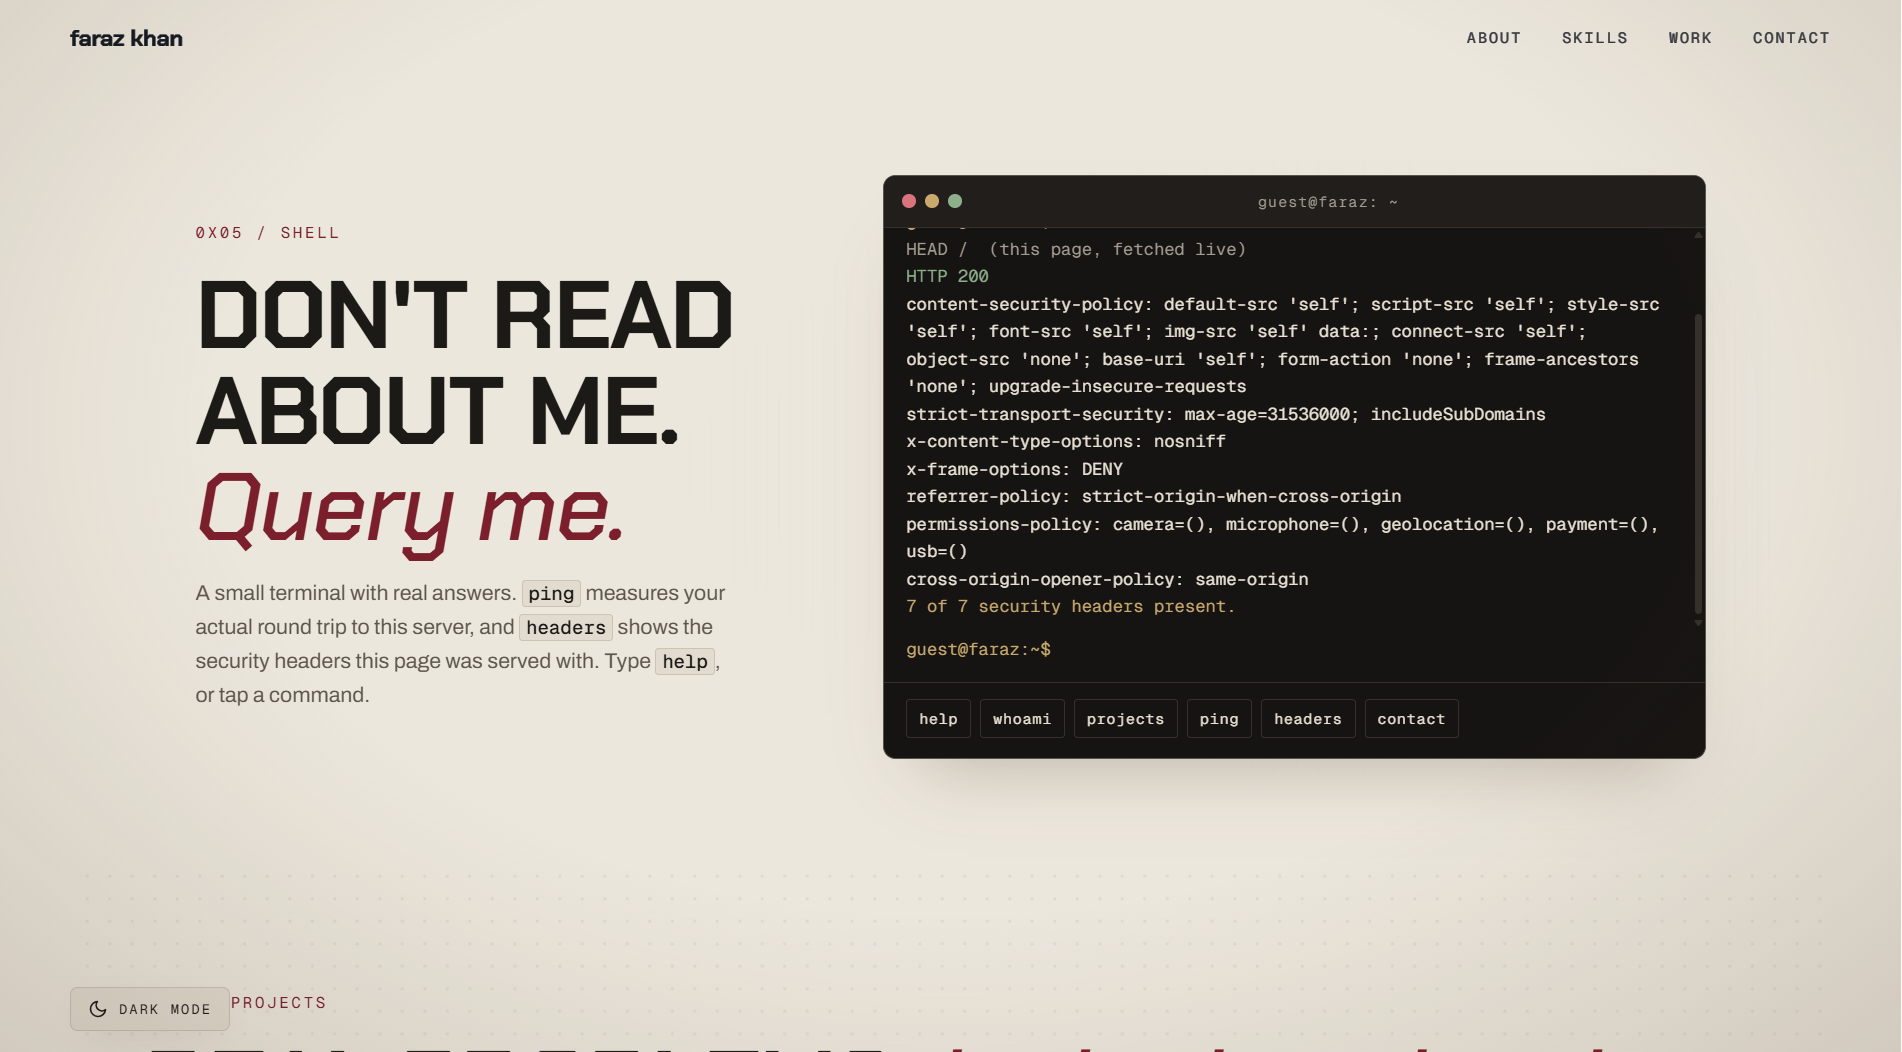 faraz khan
ABOUT SKILLS WORK CONTACT
0X05 / SHELL
DON'T READ
ABOUT ME.
Query me.
A small terminal with real answers. ping measures your
actual round trip to this server, and headers shows the
security headers this page was served with. Type help,
or tap a command.
guest@faraz: ~
HEAD / (this page, fetched live)
HTTP 200
content-security-policy: default-src 'self'; script-src 'self'; style-src
'self'; font-src 'self'; img-src 'self' data:; connect-src 'self';
object-src 'none'; base-uri 'self'; form-action 'none'; frame-ancestors
'none'; upgrade-insecure-requests
strict-transport-security: max-age=31536000; includeSubDomains
x-content-type-options: nosniff
x-frame-options: DENY
referrer-policy: strict-origin-when-cross-origin
permissions-policy: camera=(), microphone=(), geolocation=(), payment=(),
usb=()
cross-origin-opener-policy: same-origin
7 of 7 security headers present.
guest@faraz:~$
help whoami projects ping headers contact
DARK MODE
PROJECTS